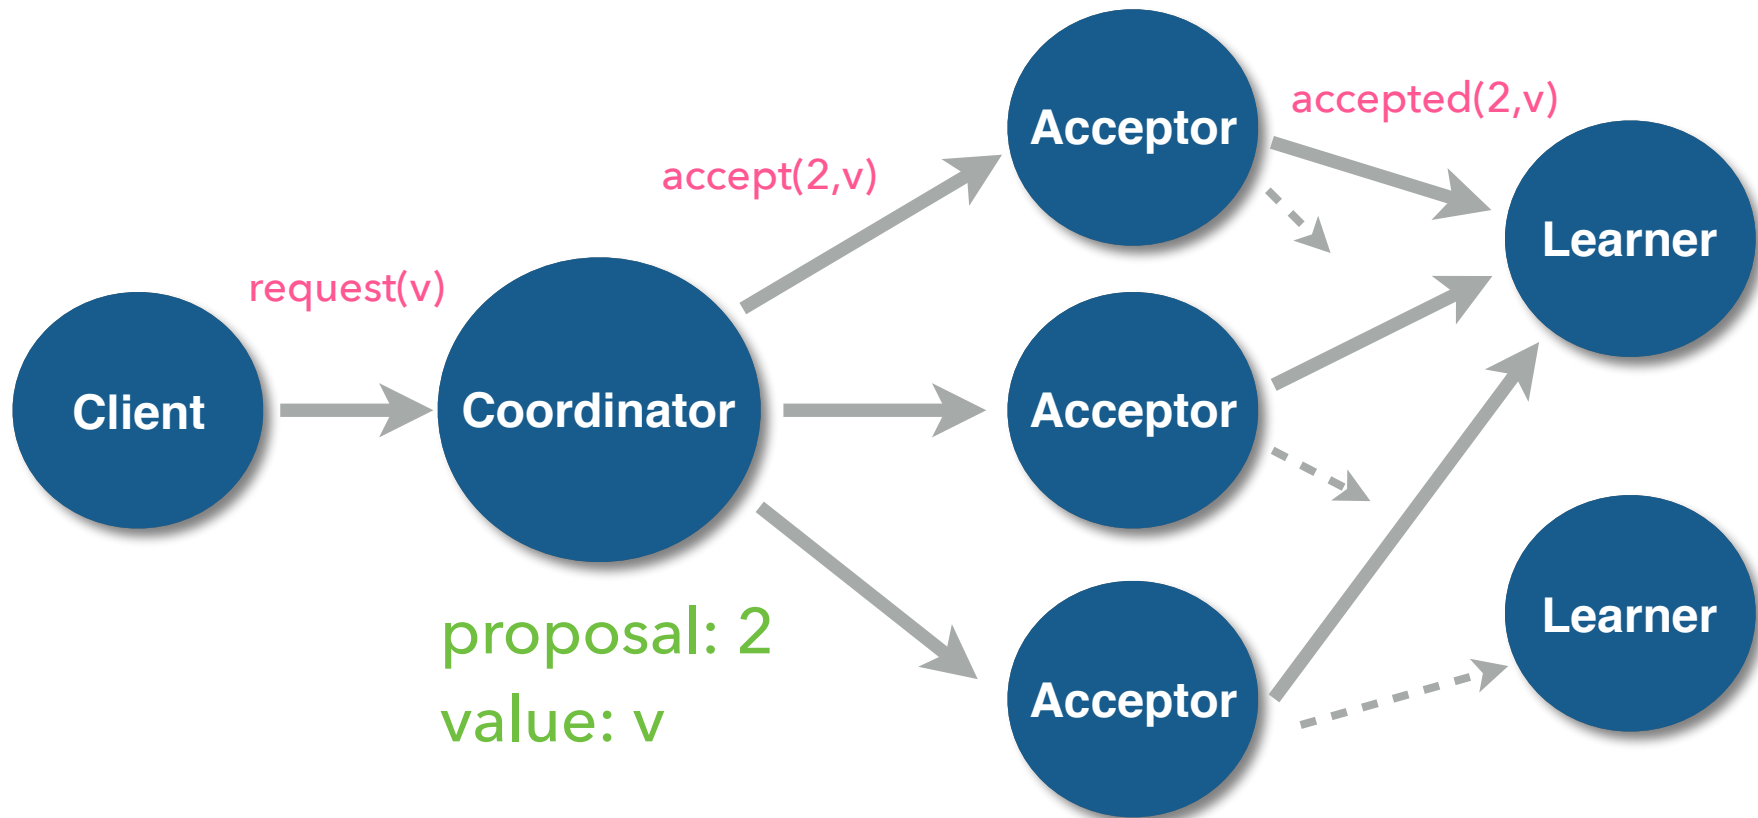 Client
request(v)
Coordinator
proposal: 2
value: v
accept(2,v)
Acceptor
Acceptor
Acceptor
accepted(2,v)
Learner
Learner